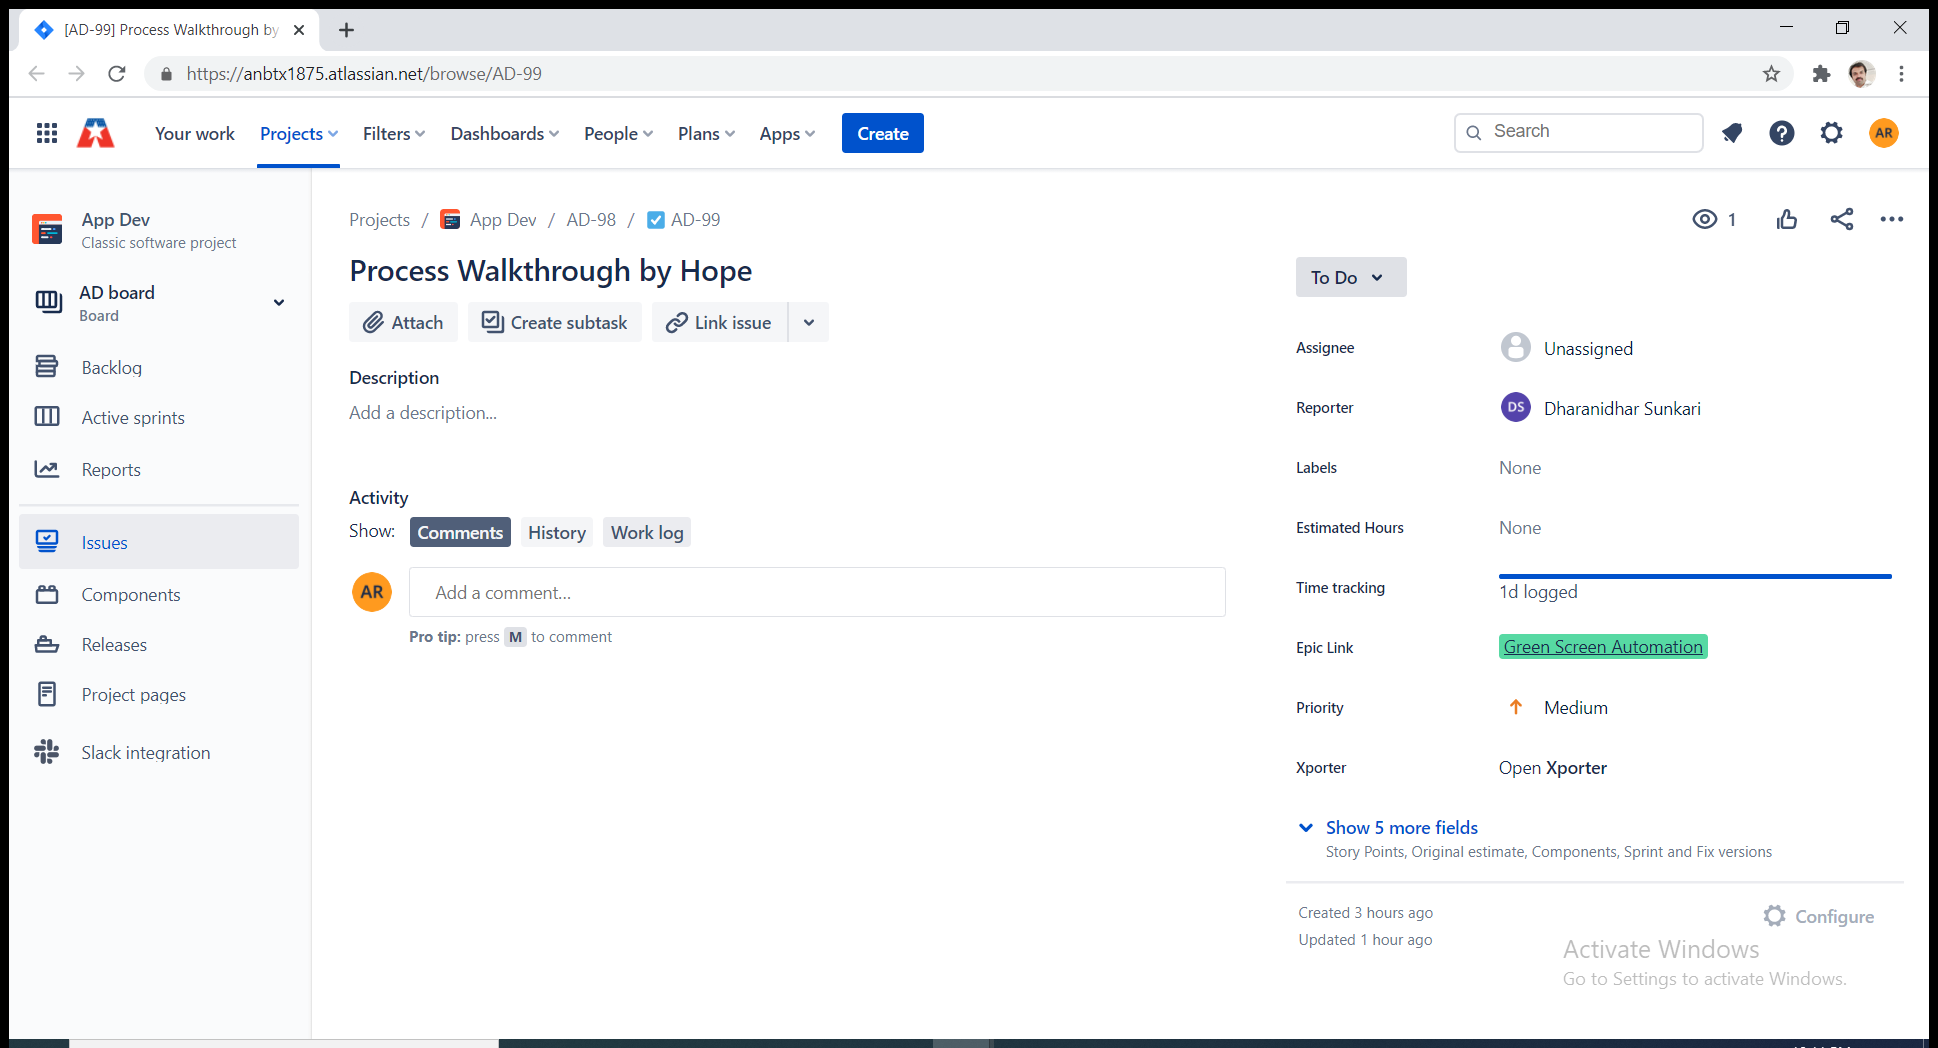 [AD-99] Process Walkthrough by
https://anbtx1875.atlassian.net/browse/AD-99
Your work
Projects
Filters
Dashboards
People
Plans
Apps
Create
Search
AR
App Dev
Classic software project
AD board
Board
Backlog
Active sprints
Reports
Issues
Components
Releases
Project pages
Slack integration
Projects / App Dev / AD-98 / AD-99
1
Process Walkthrough by Hope
Attach
Create subtask
Link issue
Description
Add a description...
Activity
Show: Comments History Work log
AR
Add a comment...
Pro tip: press M to comment
To Do
Assignee
Unassigned
Reporter
DS
Dharanidhar Sunkari
Labels
None
Estimated Hours
None
Time tracking
1d logged
Epic Link
Green Screen Automation
Priority
Medium
Xporter
Open Xporter
Show 5 more fields
Story Points, Original estimate, Components, Sprint and Fix versions
Created 3 hours ago
Updated 1 hour ago
Configure
Activate Windows
Go to Settings to activate Windows.